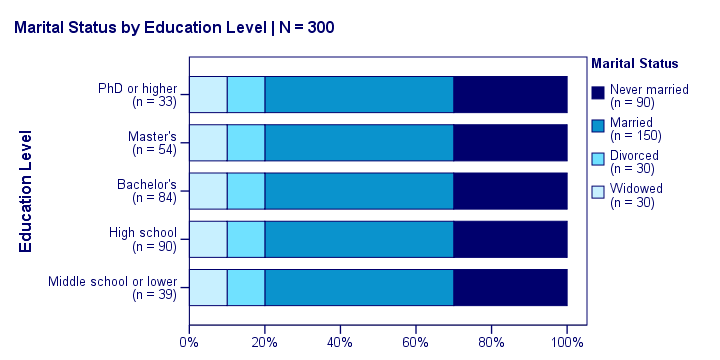 Marital Status by Education Level | N = 300
Marital Status
Never married
(n = 90)
Married
(n = 150)
Divorced
(n = 30)
Widowed
(n = 30)
Education Level
PhD or higher
(n = 33)
Master's
(n = 54)
Bachelor's
(n = 84)
High school
(n = 90)
Middle school or lower
(n = 39)
0% 20% 40% 60% 80% 100%